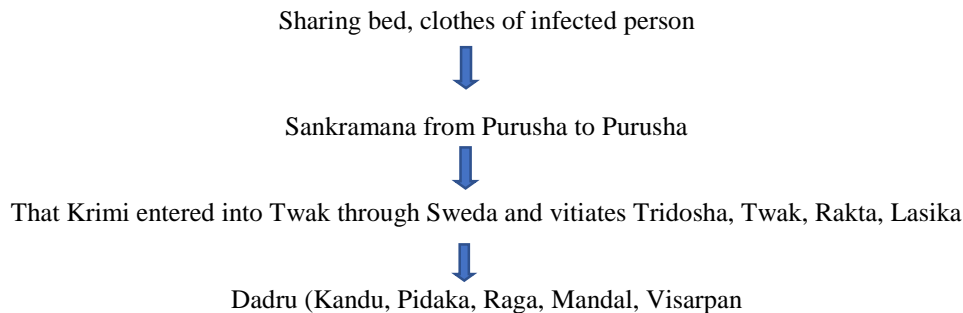 Sharing bed, clothes of infected person
Sankramana from Purusha to Purusha
That Krimi entered into Twak through Sweda and vitiates Tridosha, Twak, Rakta, Lasika
Dadru (Kandu, Pidaka, Raga, Mandal, Visarpan